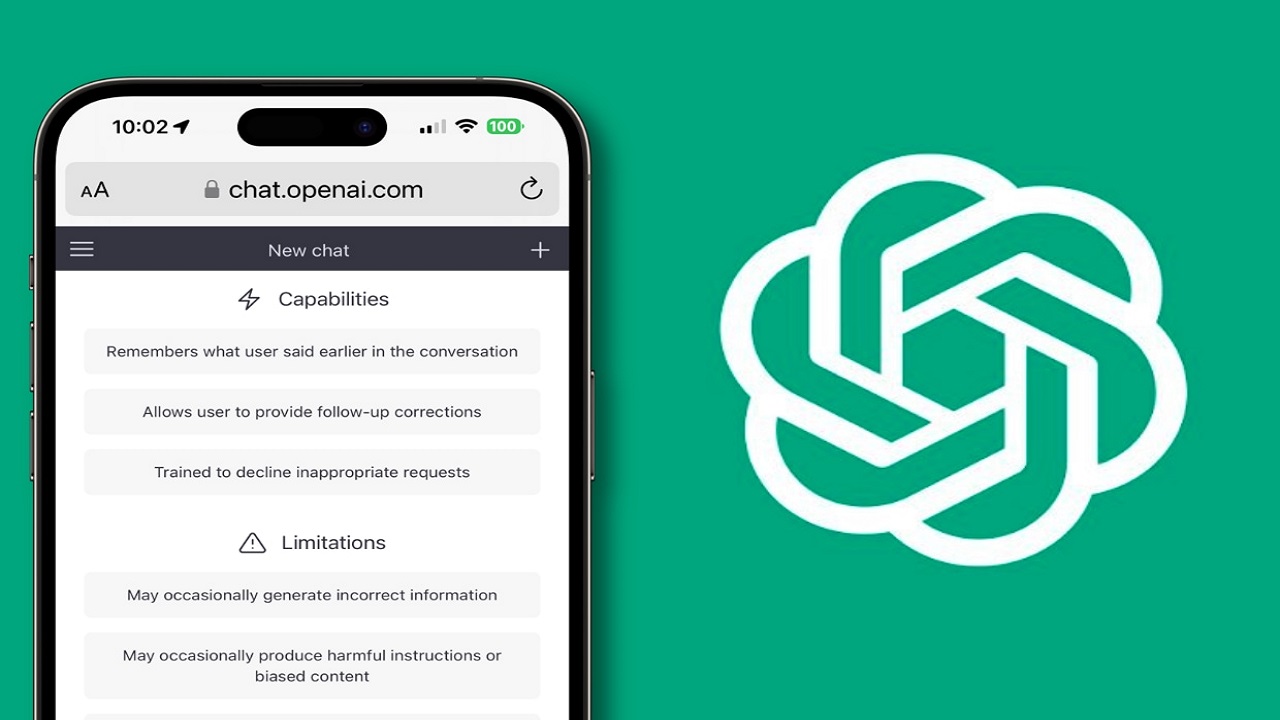 10:02
100
AA
chat.openai.com
New chat
Capabilities
Remembers what user said earlier in the conversation
Allows user to provide follow-up corrections
Trained to decline inappropriate requests
Limitations
May occasionally generate incorrect information
May occasionally produce harmful instructions or
biased content